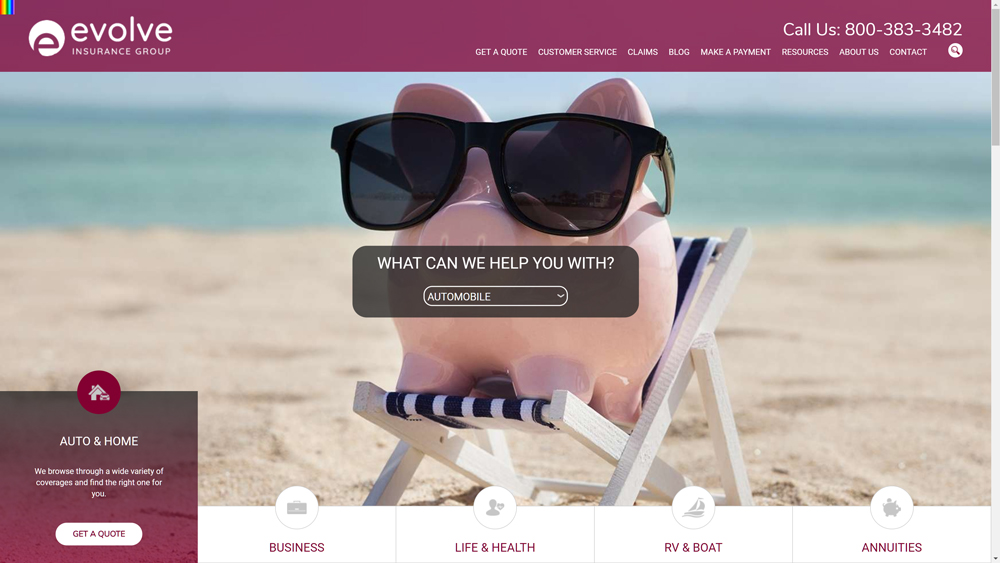 evolve
INSURANCE GROUP
Call Us: 800-383-3482
GET A QUOTE CUSTOMER SERVICE CLAIMS BLOG MAKE A PAYMENT RESOURCES ABOUT US CONTACT
WHAT CAN WE HELP YOU WITH?
AUTOMOBILE
AUTO & HOME
We browse through a wide variety of
coverages and find the right one for
you.
GET A QUOTE
BUSINESS
LIFE & HEALTH
RV & BOAT
ANNUITIES